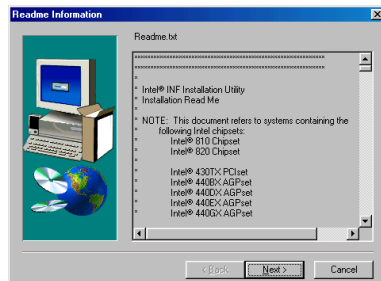 Readme Information
Readme.txt
************************************************************
************************************************************
*
* Intel® INF Installation Utility
* Installation Read Me
*
* NOTE: This document refers to systems containing the
* following Intel chipsets:
* Intel® 810 Chipset
* Intel® 820 Chipset
*
* Intel® 430TX PCIset
* Intel® 440BX AGPset
* Intel® 440DX AGPset
* Intel® 440EX AGPset
* Intel® 440GX AGPset
< Back
Next >
Cancel